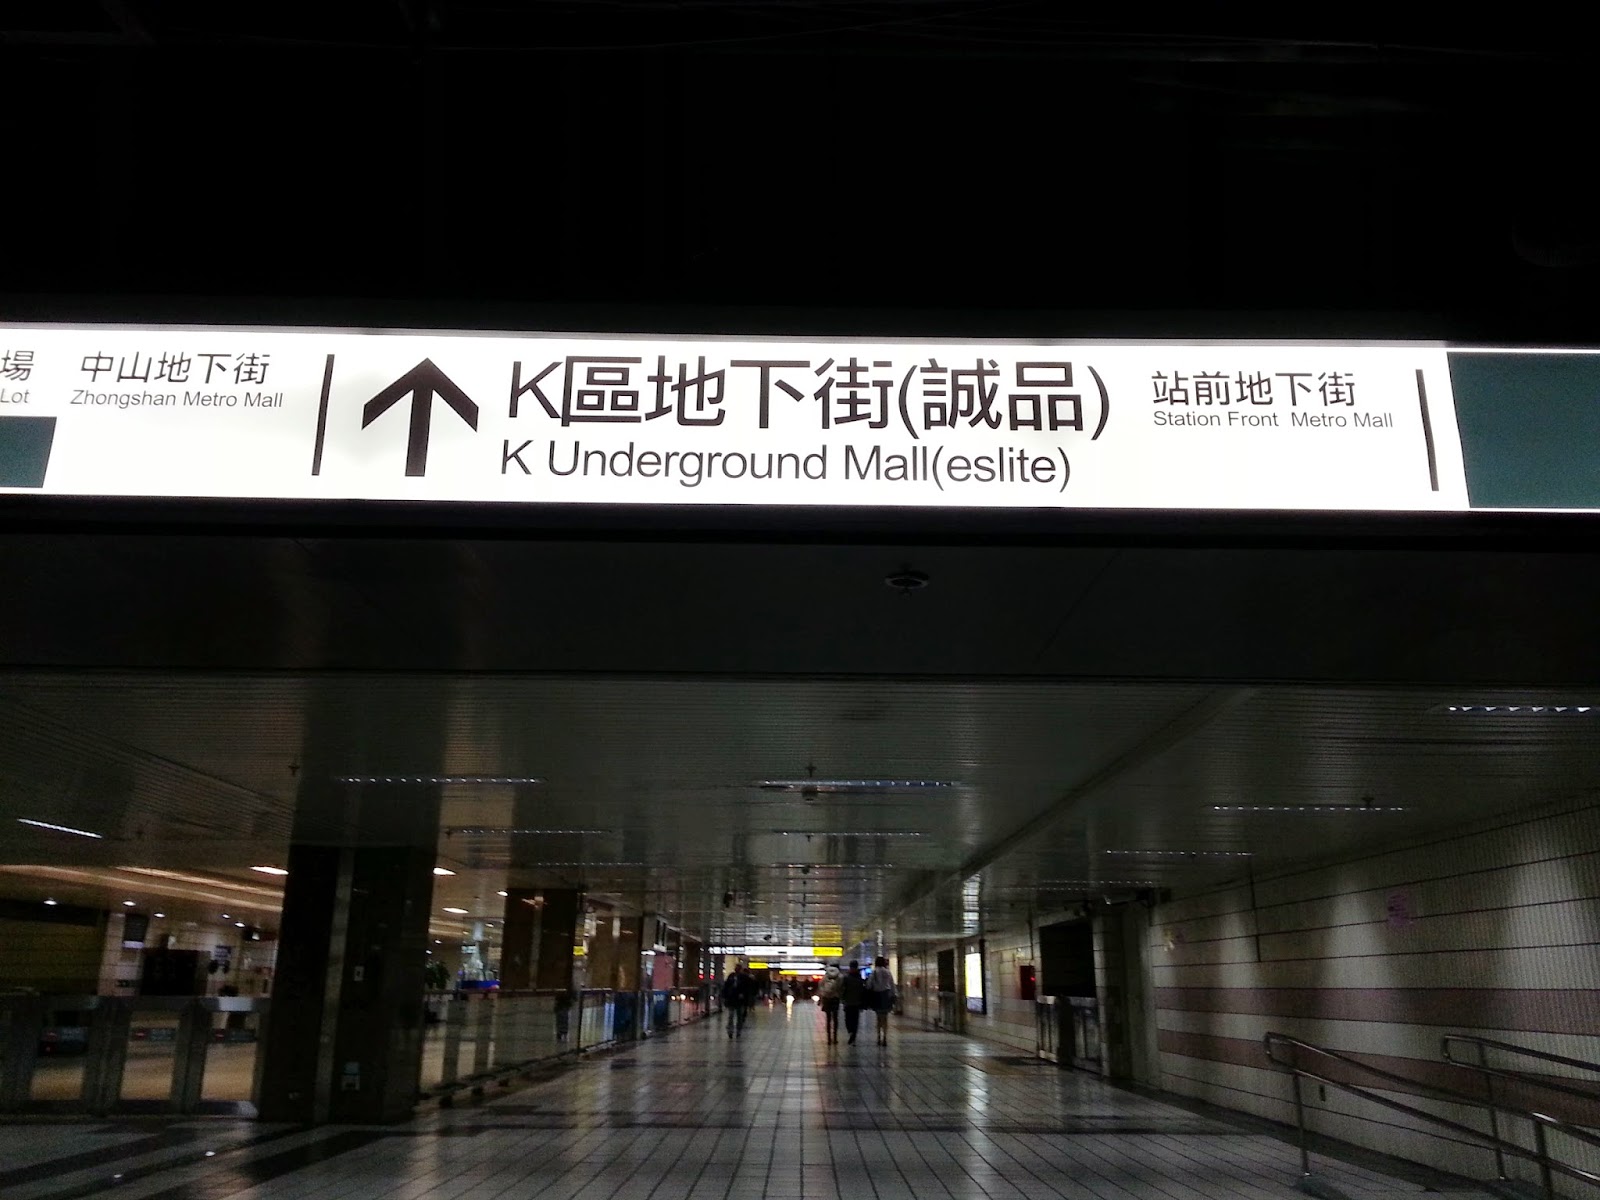 場
Lot
中山地下街
Zhongshan Metro Mall
K區地下街(誠品)
K Underground Mall(eslite)
站前地下街
Station Front Metro Mall